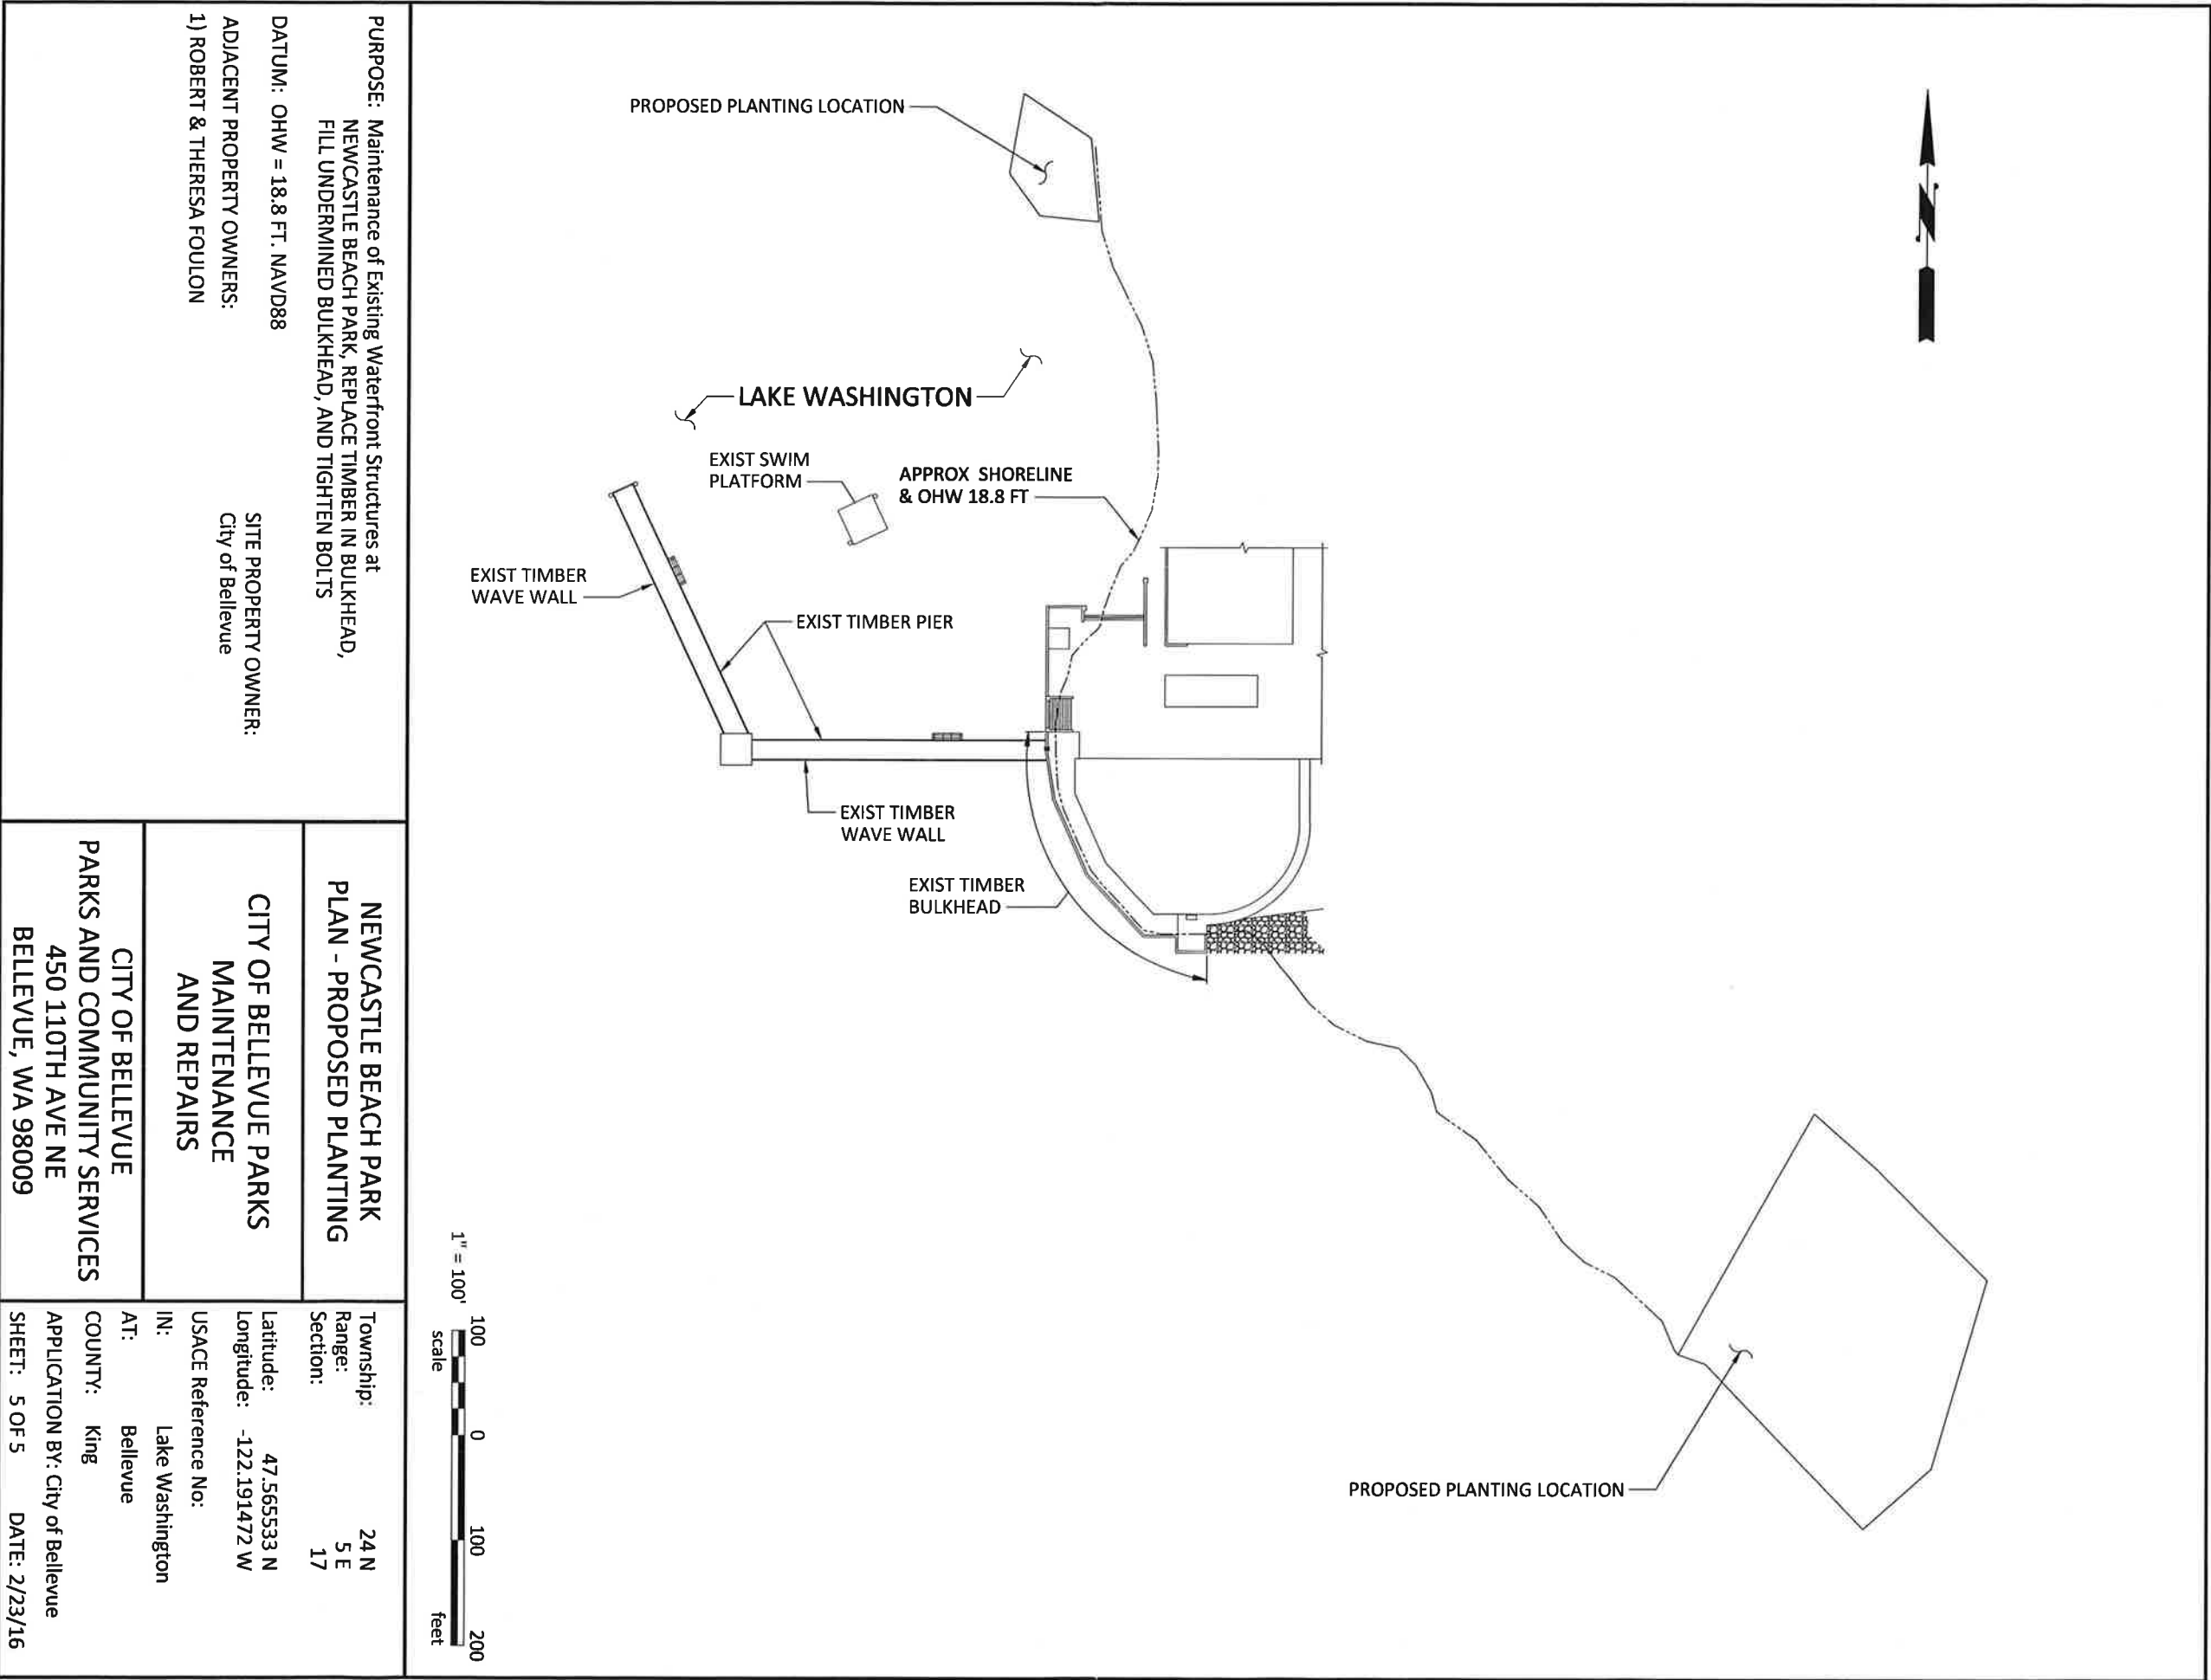 PROPOSED PLANTING LOCATION
LAKE WASHINGTON
EXIST SWIM
PLATFORM
APPROX SHORELINE
& OHW 18.8 FT
EXIST TIMBER
WAVE WALL
EXIST TIMBER PIER
EXIST TIMBER
WAVE WALL
EXIST TIMBER
BULKHEAD
PROPOSED PLANTING LOCATION
N
1" = 100'
100 0 100 200
scale feet
PURPOSE: Maintenance of Existing Waterfront Structures at
NEWCASTLE BEACH PARK, REPLACE TIMBER IN BULKHEAD,
FILL UNDERMINED BULKHEAD, AND TIGHTEN BOLTS
DATUM: OHW = 18.8 FT. NAVD88
ADJACENT PROPERTY OWNERS:
1) ROBERT & THERESA FOULON
SITE PROPERTY OWNER:
City of Bellevue
NEWCASTLE BEACH PARK
PLAN - PROPOSED PLANTING
CITY OF BELLEVUE PARKS
MAINTENANCE
AND REPAIRS
CITY OF BELLEVUE
PARKS AND COMMUNITY SERVICES
450 110TH AVE NE
BELLEVUE, WA 98009
Township: 24 N
Range: 5 E
Section: 17
Latitude: 47.565533 N
Longitude: -122.191472 W
USACE Reference No:
IN: Lake Washington
AT: Bellevue
COUNTY: King
APPLICATION BY: City of Bellevue
SHEET: 5 OF 5 DATE: 2/23/16